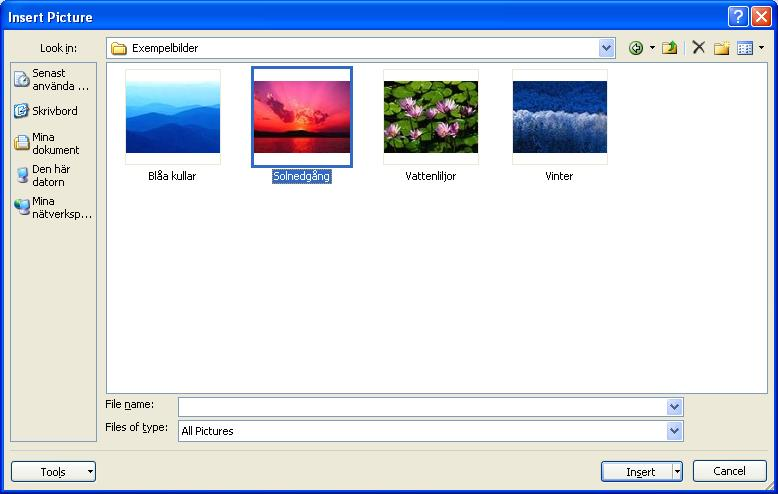 Insert Picture
Look in:
Exempelbilder
Senast
använda ...
Skrivbord
Mina
dokument
Den här
datorn
Mina
nätverksp...
Blåa kullar
Solnedgång
Vattenliljor
Vinter
File name:
Files of type:
All Pictures
Tools
Insert
Cancel